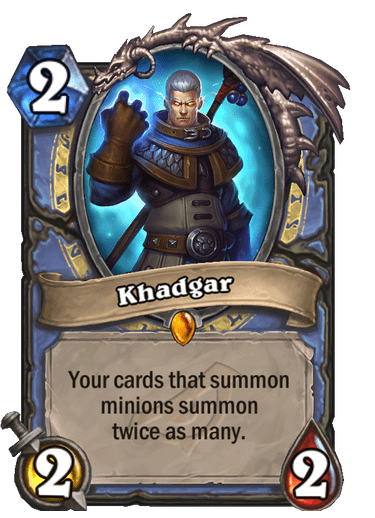 2
Khadgar
Your cards that summon
minions summon
twice as many.
2
2